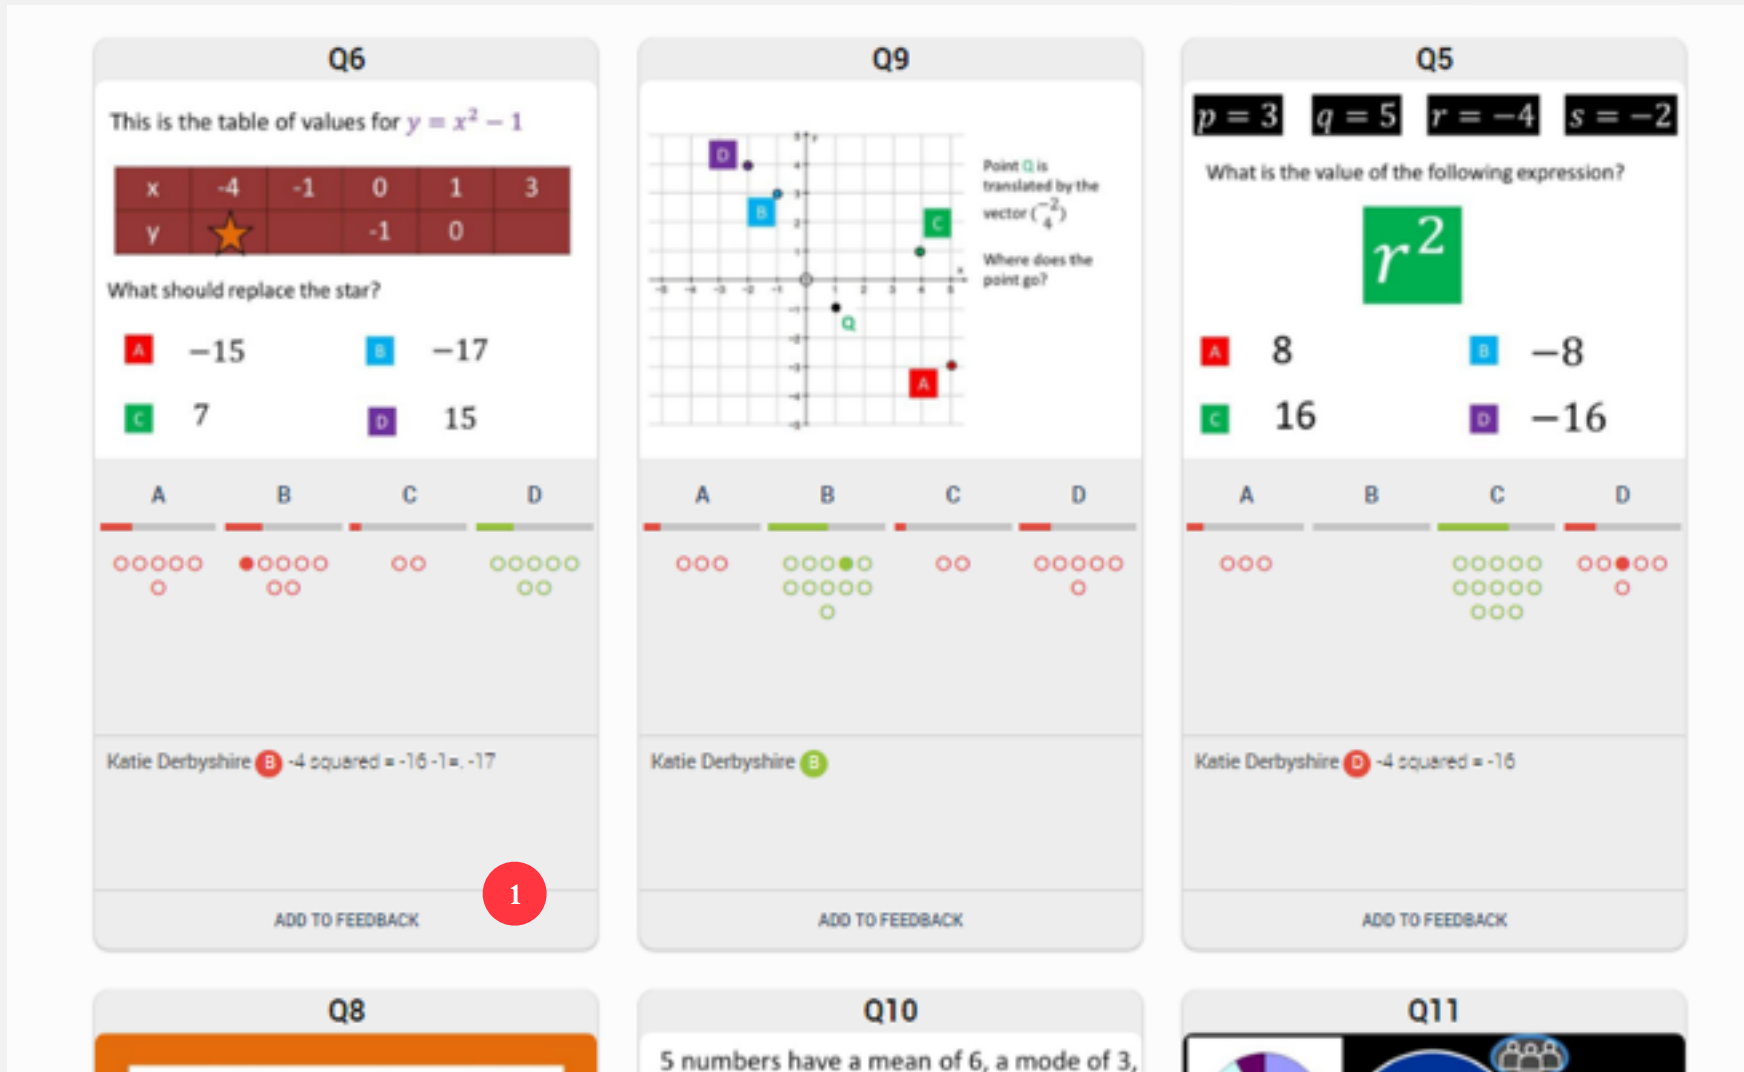 Q6
This is the table of values for y = x² − 1
x -4 -1 0 1 3
y -1 0
What should replace the star?
A −15 B −17
C 7 D 15
A B C D
Katie Derbyshire B -4 squared = -16 -1=. -17
1
ADD TO FEEDBACK
Q9
D
B
C
Q
A
Point Q is
translated by the
vector (−2 4)
Where does the
point go?
A B C D
Katie Derbyshire B
ADD TO FEEDBACK
Q5
p = 3 q = 5 r = −4 s = −2
What is the value of the following expression?
r²
A 8 B −8
C 16 D −16
A B C D
Katie Derbyshire D -4 squared = -16
ADD TO FEEDBACK
Q8
Q10
5 numbers have a mean of 6, a mode of 3,
Q11